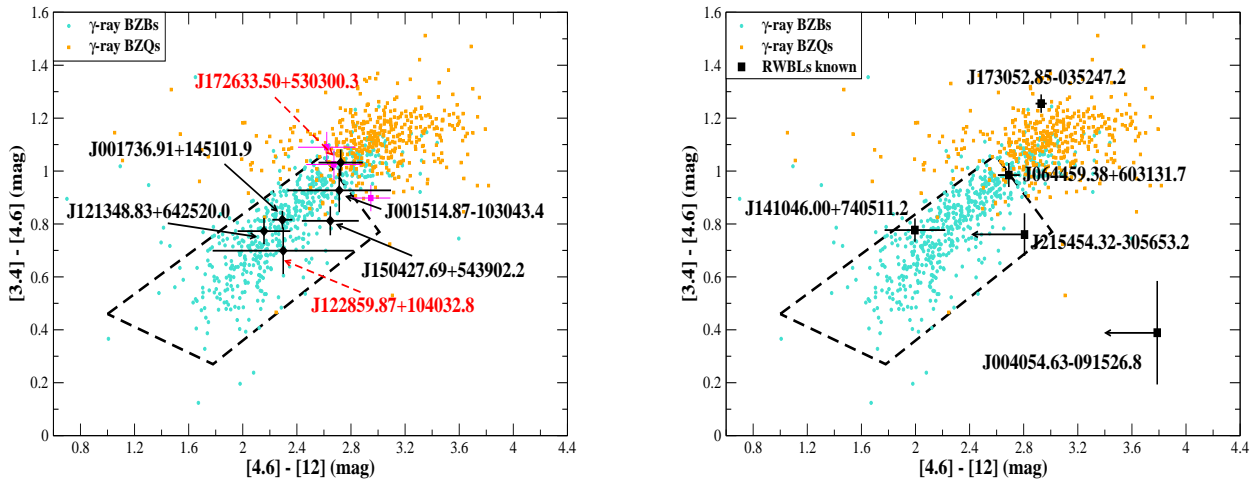 γ-ray BZBs
γ-ray BZQs
J172633.50+530300.3
J001736.91+145101.9
J121348.83+642520.0
J001514.87-103043.4
J150427.69+543902.2
J122859.87+104032.8
[3.4] - [4.6] (mag)
1.6
1.4
1.2
1
0.8
0.6
0.4
0.2
0
0.8 1.2 1.6 2 2.4 2.8 3.2 3.6 4 4.4
[4.6] - [12] (mag)
γ-ray BZBs
γ-ray BZQs
RWBLs known
J173052.85-035247.2
J064459.38+603131.7
J141046.00+740511.2
J215454.32-305653.2
J004054.63-091526.8
[3.4] - [4.6] (mag)
1.6
1.4
1.2
1
0.8
0.6
0.4
0.2
0
0.8 1.2 1.6 2 2.4 2.8 3.2 3.6 4 4.4
[4.6] - [12] (mag)